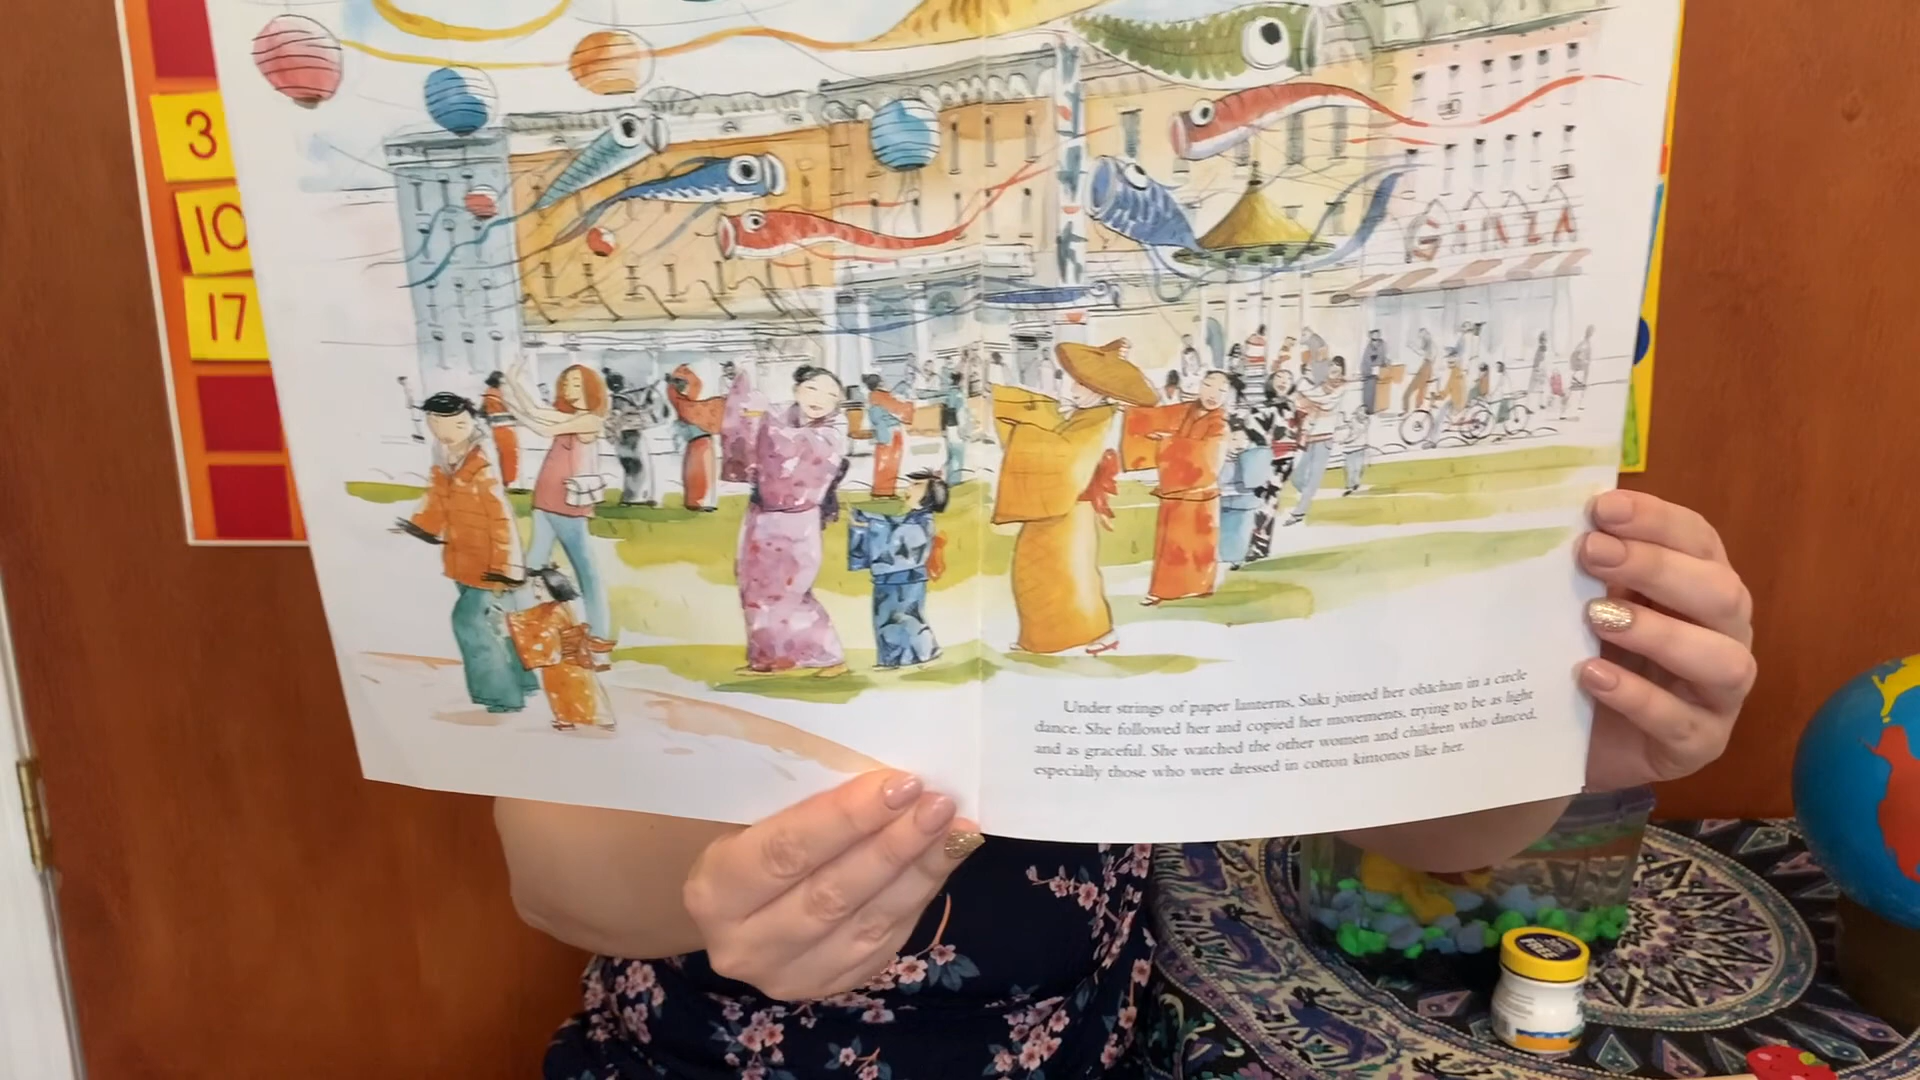 3
10
17
GINZA
Under strings of paper lanterns, Suki joined her obāchan in a circle
dance. She followed her and copied her movements, trying to be as light
and as graceful. She watched the other women and children who danced,
especially those who were dressed in cotton kimonos like her.